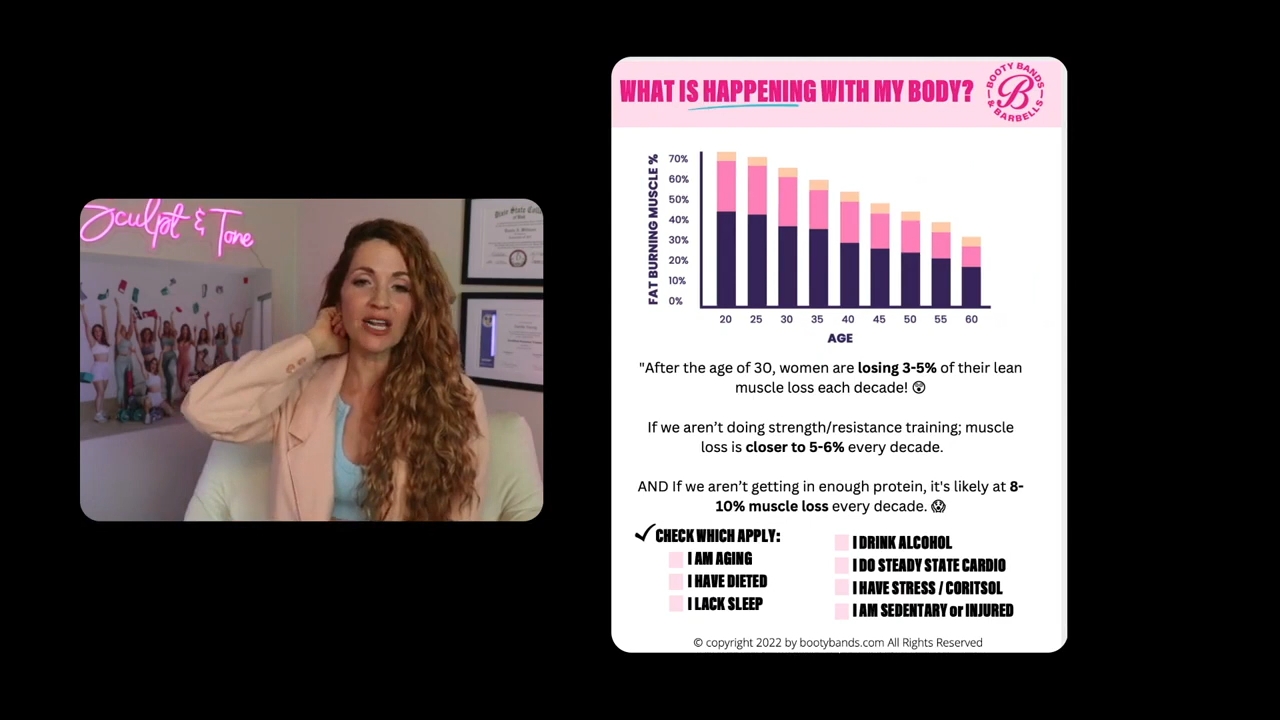 Sculpt & Tone
WHAT IS HAPPENING WITH MY BODY?
BOOTY BANDS
B
& BARBELLS
FAT BURNING MUSCLE %
70%
60%
50%
40%
30%
20%
10%
0%
20 25 30 35 40 45 50 55 60
AGE
"After the age of 30, women are losing 3-5% of their lean
muscle loss each decade! 😲
If we aren’t doing strength/resistance training; muscle
loss is closer to 5-6% every decade.
AND If we aren’t getting in enough protein, it's likely at 8-
10% muscle loss every decade. 😱
✓ CHECK WHICH APPLY:
I AM AGING
I HAVE DIETED
I LACK SLEEP
I DRINK ALCOHOL
I DO STEADY STATE CARDIO
I HAVE STRESS / CORITSOL
I AM SEDENTARY or INJURED
© copyright 2022 by bootybands.com All Rights Reserved